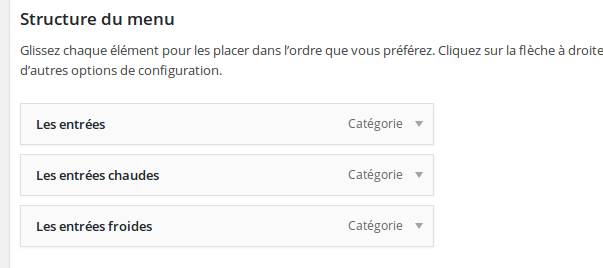 Structure du menu
Glissez chaque élément pour les placer dans l’ordre que vous préférez. Cliquez sur la flèche à droite
d’autres options de configuration.
Les entrées Catégorie
Les entrées chaudes Catégorie
Les entrées froides Catégorie